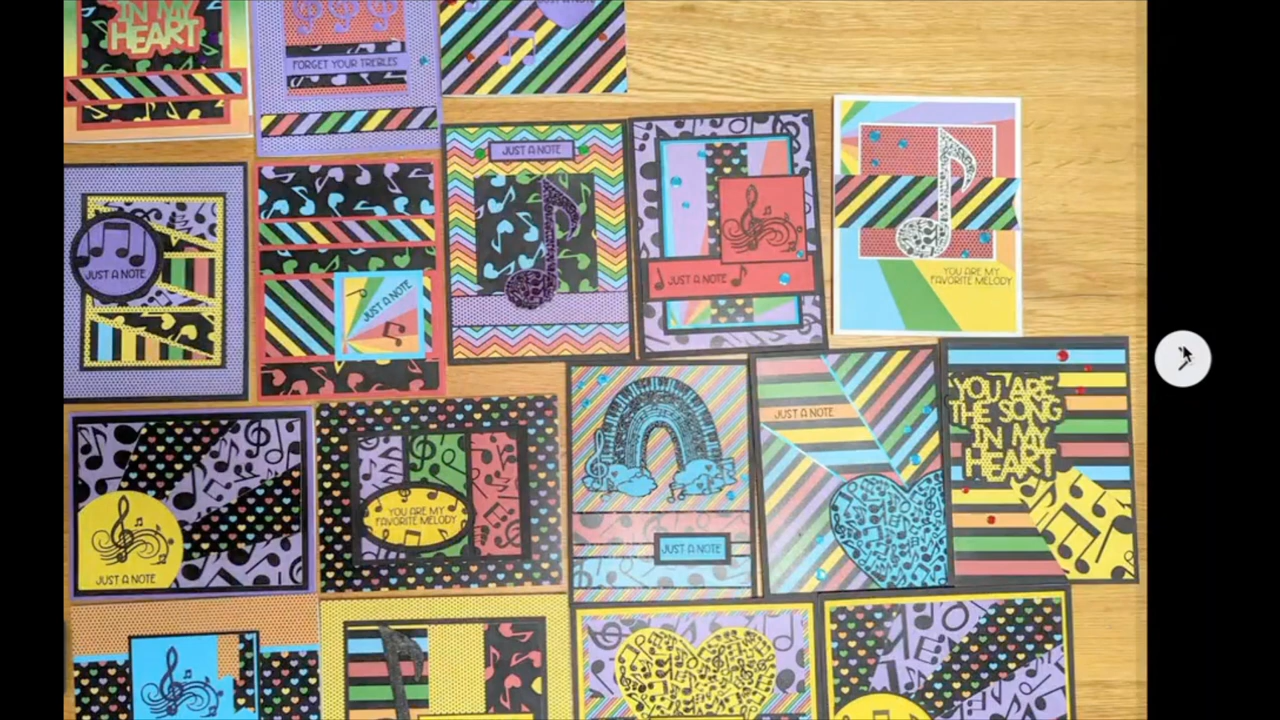 IN MY
HEART
FORGET YOUR TREBLES
JUST A NOTE
JUST A NOTE
JUST A NOTE
JUST A NOTE
YOU ARE MY
FAVORITE MELODY
JUST A NOTE
YOU ARE
THE SONG
IN MY
HEART
YOU ARE MY
FAVORITE MELODY
JUST A NOTE
JUST A NOTE